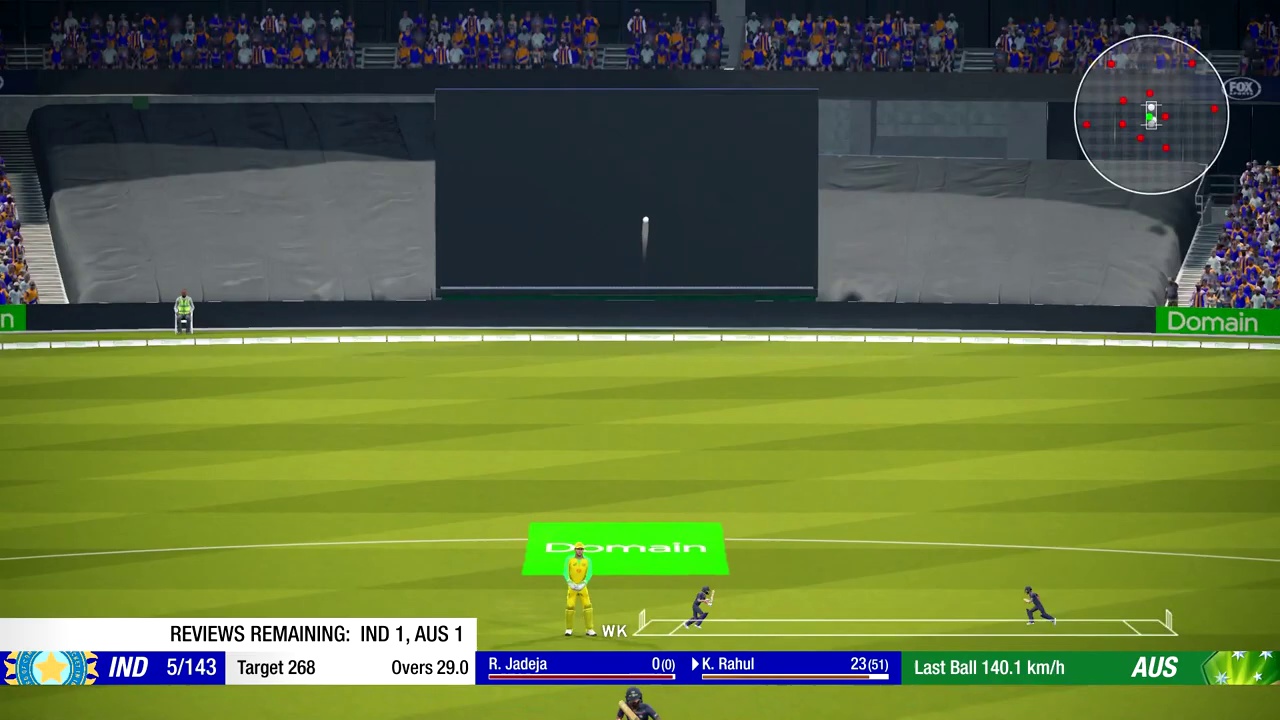 FOX
SPORTS
n
Domain
Domain
WK
REVIEWS REMAINING: IND 1, AUS 1
IND 5/143 Target 268 Overs 29.0 R. Jadeja 0(0) K. Rahul 23(51) Last Ball 140.1 km/h AUS